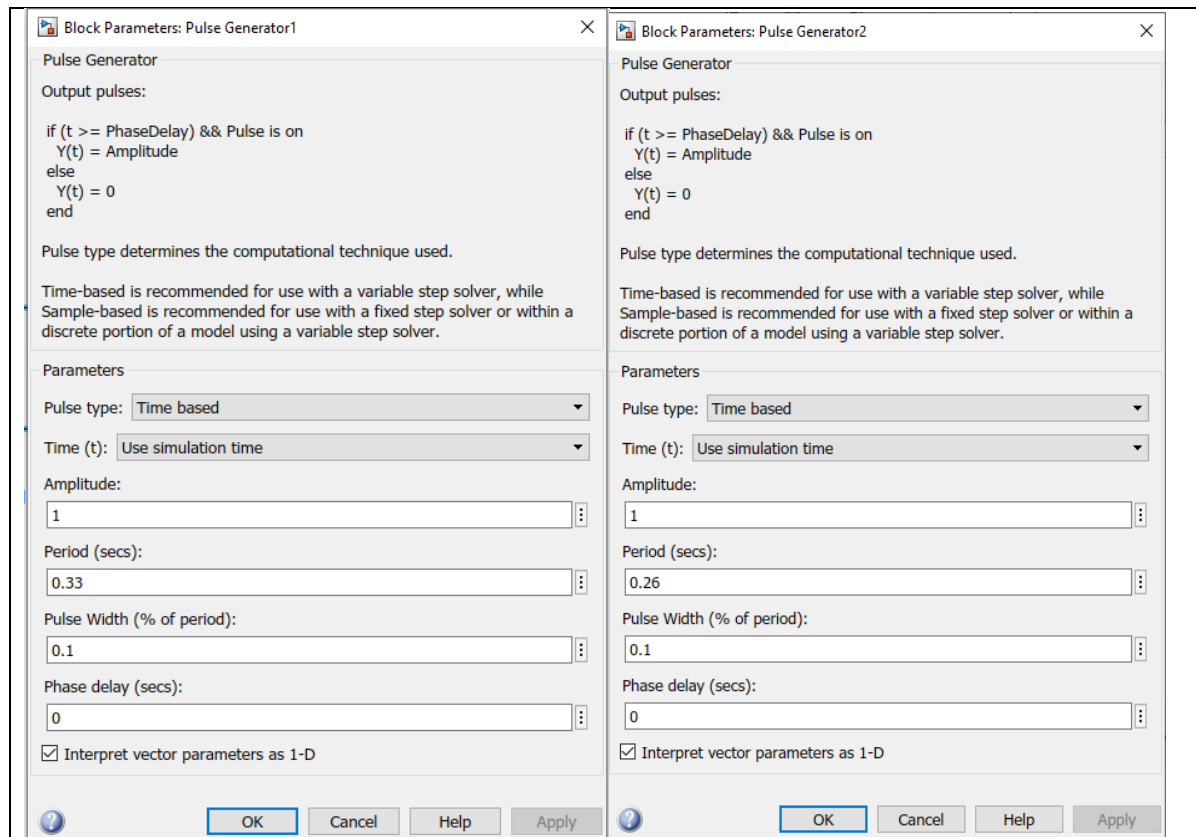 Block Parameters: Pulse Generator1
Pulse Generator
Output pulses:
if (t >= PhaseDelay) && Pulse is on
Y(t) = Amplitude
else
Y(t) = 0
end
Pulse type determines the computational technique used.
Time-based is recommended for use with a variable step solver, while
Sample-based is recommended for use with a fixed step solver or within a
discrete portion of a model using a variable step solver.
Parameters
Pulse type: Time based
Time (t): Use simulation time
Amplitude:
1
Period (secs):
0.33
Pulse Width (% of period):
0.1
Phase delay (secs):
0
Interpret vector parameters as 1-D
OK Cancel Help Apply
Block Parameters: Pulse Generator2
Pulse Generator
Output pulses:
if (t >= PhaseDelay) && Pulse is on
Y(t) = Amplitude
else
Y(t) = 0
end
Pulse type determines the computational technique used.
Time-based is recommended for use with a variable step solver, while
Sample-based is recommended for use with a fixed step solver or within a
discrete portion of a model using a variable step solver.
Parameters
Pulse type: Time based
Time (t): Use simulation time
Amplitude:
1
Period (secs):
0.26
Pulse Width (% of period):
0.1
Phase delay (secs):
0
Interpret vector parameters as 1-D
OK Cancel Help Apply